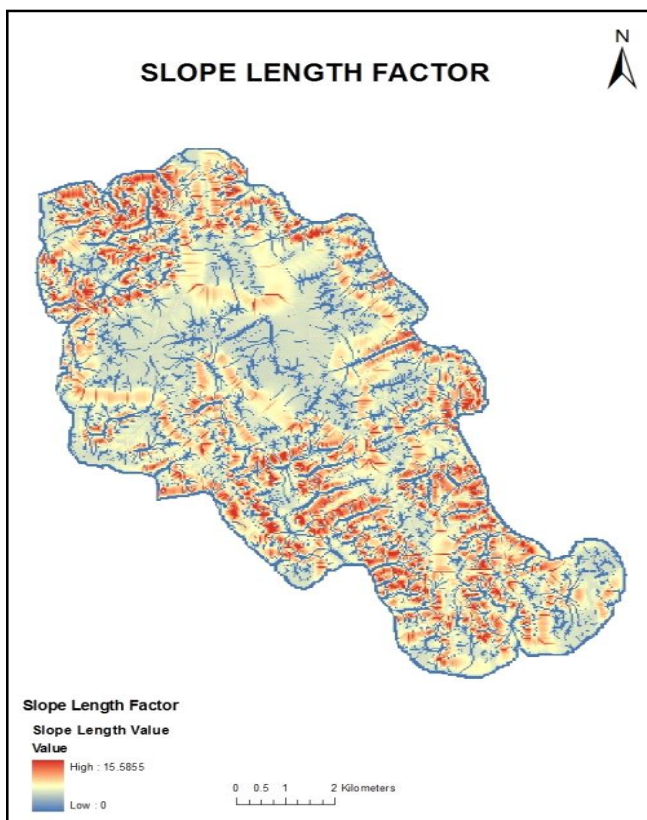 N
SLOPE LENGTH FACTOR
Slope Length Factor
Slope Length Value
Value
High : 15.5855
Low : 0
0 0.5 1 2 Kilometers